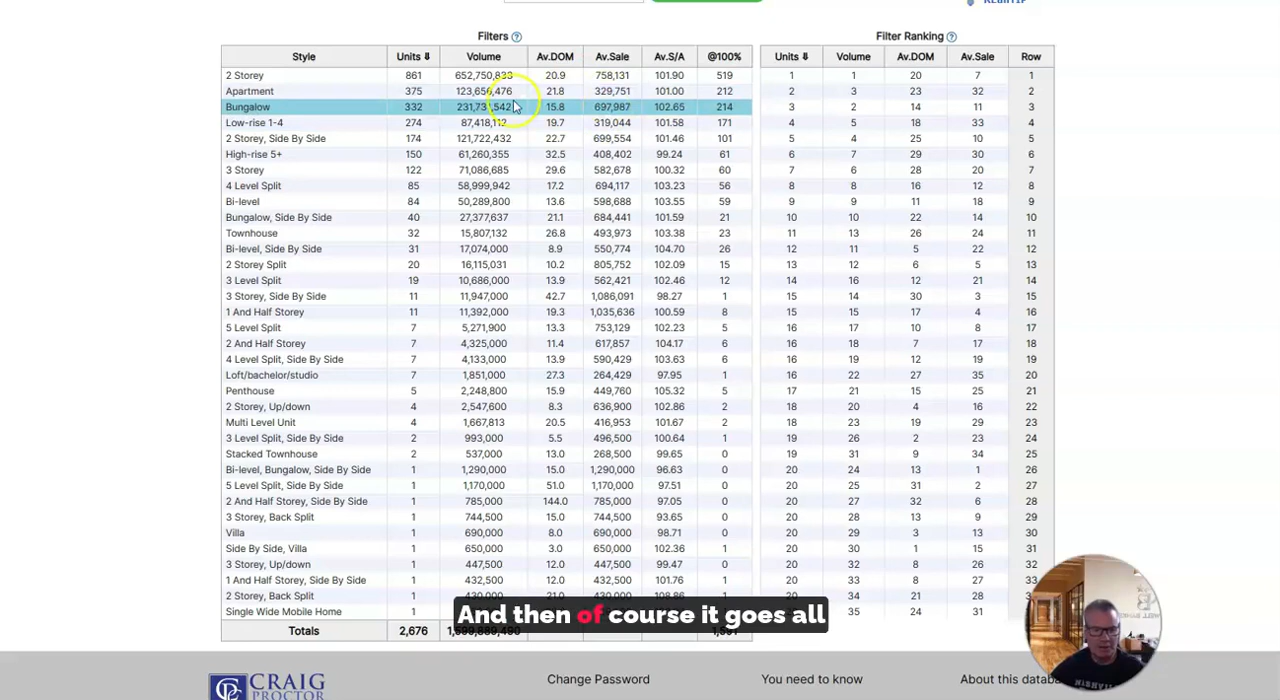 REALTIP
Filters ? Filter Ranking ?
Style Units ⇓ Volume Av.DOM Av.Sale Av.S/A @100% Units ⇓ Volume Av.DOM Av.Sale Row
2 Storey 861 652,750,833 20.9 758,131 101.90 519 1 1 20 7 1
Apartment 375 123,656,476 21.8 329,751 101.00 212 2 3 23 32 2
Bungalow 332 231,731,542 15.8 697,987 102.65 214 3 2 14 11 3
Low-rise 1-4 274 87,418,112 19.7 319,044 101.58 171 4 5 18 33 4
2 Storey, Side By Side 174 121,722,432 22.7 699,554 101.46 101 5 4 25 10 5
High-rise 5+ 150 61,260,355 32.5 408,402 99.24 61 6 7 29 30 6
3 Storey 122 71,086,685 29.6 582,678 100.32 60 7 6 28 20 7
4 Level Split 85 58,999,942 17.2 694,117 103.23 56 8 8 16 12 8
Bi-level 84 50,289,800 13.6 598,688 103.55 59 9 9 11 18 9
Bungalow, Side By Side 40 27,377,637 21.1 684,441 101.59 21 10 10 22 14 10
Townhouse 32 15,807,132 26.8 493,973 103.38 23 11 13 26 24 11
Bi-level, Side By Side 31 17,074,000 8.9 550,774 104.70 26 12 11 5 22 12
2 Storey Split 20 16,115,031 10.2 805,752 102.09 15 13 12 6 5 13
3 Level Split 19 10,686,000 13.9 562,421 102.46 12 14 16 12 21 14
3 Storey, Side By Side 11 11,947,000 42.7 1,086,091 98.27 1 15 14 30 3 15
1 And Half Storey 11 11,392,000 19.3 1,035,636 100.59 8 15 15 17 4 16
5 Level Split 7 5,271,900 13.3 753,129 102.23 5 16 17 10 8 17
2 And Half Storey 7 4,325,000 11.4 617,857 104.17 6 16 18 7 17 18
4 Level Split, Side By Side 7 4,133,000 13.9 590,429 103.63 6 16 19 12 19 19
Loft/bachelor/studio 7 1,851,000 27.3 264,429 97.95 1 16 22 27 35 20
Penthouse 5 2,248,800 15.9 449,760 105.32 5 17 21 15 25 21
2 Storey, Up/down 4 2,547,600 8.3 636,900 102.86 2 18 20 4 16 22
Multi Level Unit 4 1,667,813 20.5 416,953 101.67 2 18 23 19 29 23
3 Level Split, Side By Side 2 993,000 5.5 496,500 100.64 1 19 26 2 23 24
Stacked Townhouse 2 537,000 13.0 268,500 99.65 0 19 31 9 34 25
Bi-level, Bungalow, Side By Side 1 1,290,000 15.0 1,290,000 96.63 0 20 24 13 1 26
5 Level Split, Side By Side 1 1,170,000 51.0 1,170,000 97.51 0 20 25 31 2 27
2 And Half Storey, Side By Side 1 785,000 144.0 785,000 97.05 0 20 27 32 6 28
3 Storey, Back Split 1 744,500 15.0 744,500 93.65 0 20 28 13 9 29
Villa 1 690,000 8.0 690,000 98.71 0 20 29 3 13 30
Side By Side, Villa 1 650,000 3.0 650,000 102.36 1 20 30 1 15 31
3 Storey, Up/down 1 447,500 12.0 447,500 99.47 0 20 32 8 26 32
1 And Half Storey, Side By Side 1 432,500 12.0 432,500 101.76 1 20 33 8 27 33
2 Storey, Back Split 1 430,000 21.0 430,000 108.86 1 20 34 21 28
Single Wide Mobile Home 35 24 31
And then of course it goes all
Totals 2,676 1,599,889,490 1,591
CRAIG PROCTOR
Change Password You need to know About this datab